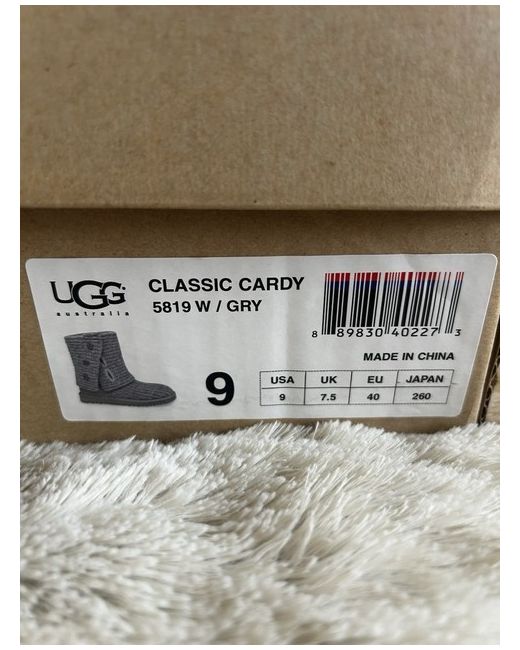 UGG
australia
CLASSIC CARDY
5819 W / GRY
8 89830 40227 3
MADE IN CHINA
9
USA UK EU JAPAN
9 7.5 40 260